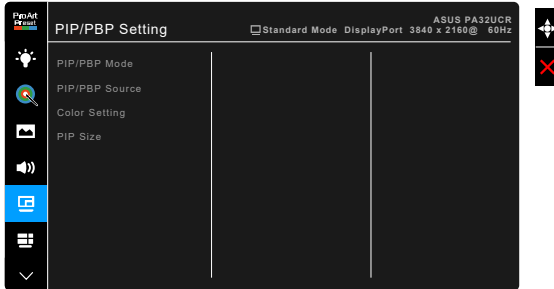 ProArt
Preset
PIP/PBP Setting
ASUS PA32UCR
Standard Mode DisplayPort 3840 x 2160@ 60Hz
PIP/PBP Mode
PIP/PBP Source
Color Setting
PIP Size